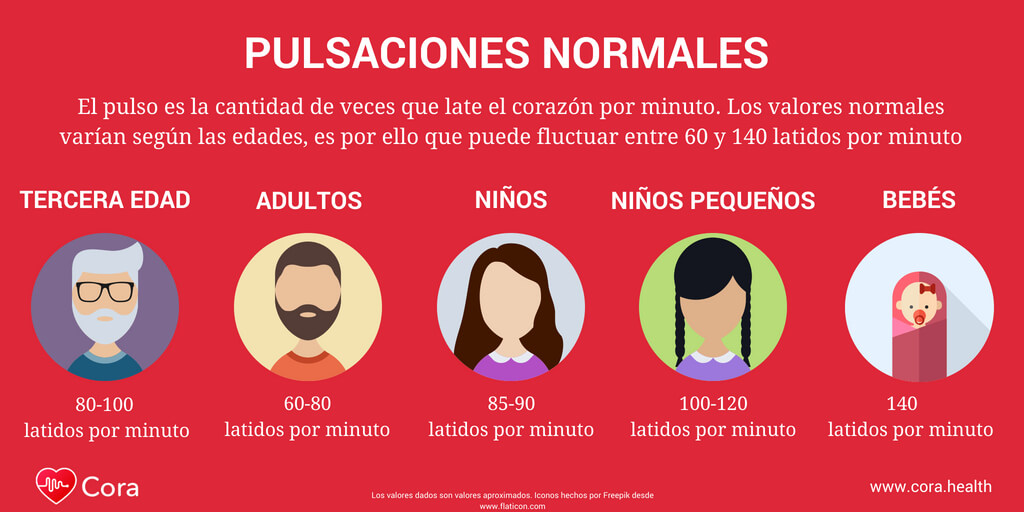 PULSACIONES NORMALES
El pulso es la cantidad de veces que late el corazón por minuto. Los valores normales
varían según las edades, es por ello que puede fluctuar entre 60 y 140 latidos por minuto
TERCERA EDAD
ADULTOS
NIÑOS
NIÑOS PEQUEÑOS
BEBÉS
80-100
latidos por minuto
60-80
latidos por minuto
85-90
latidos por minuto
100-120
latidos por minuto
140
latidos por minuto
Cora
Los valores dados son valores aproximados. Iconos hechos por Freepik desde
www.flaticon.com
www.cora.health